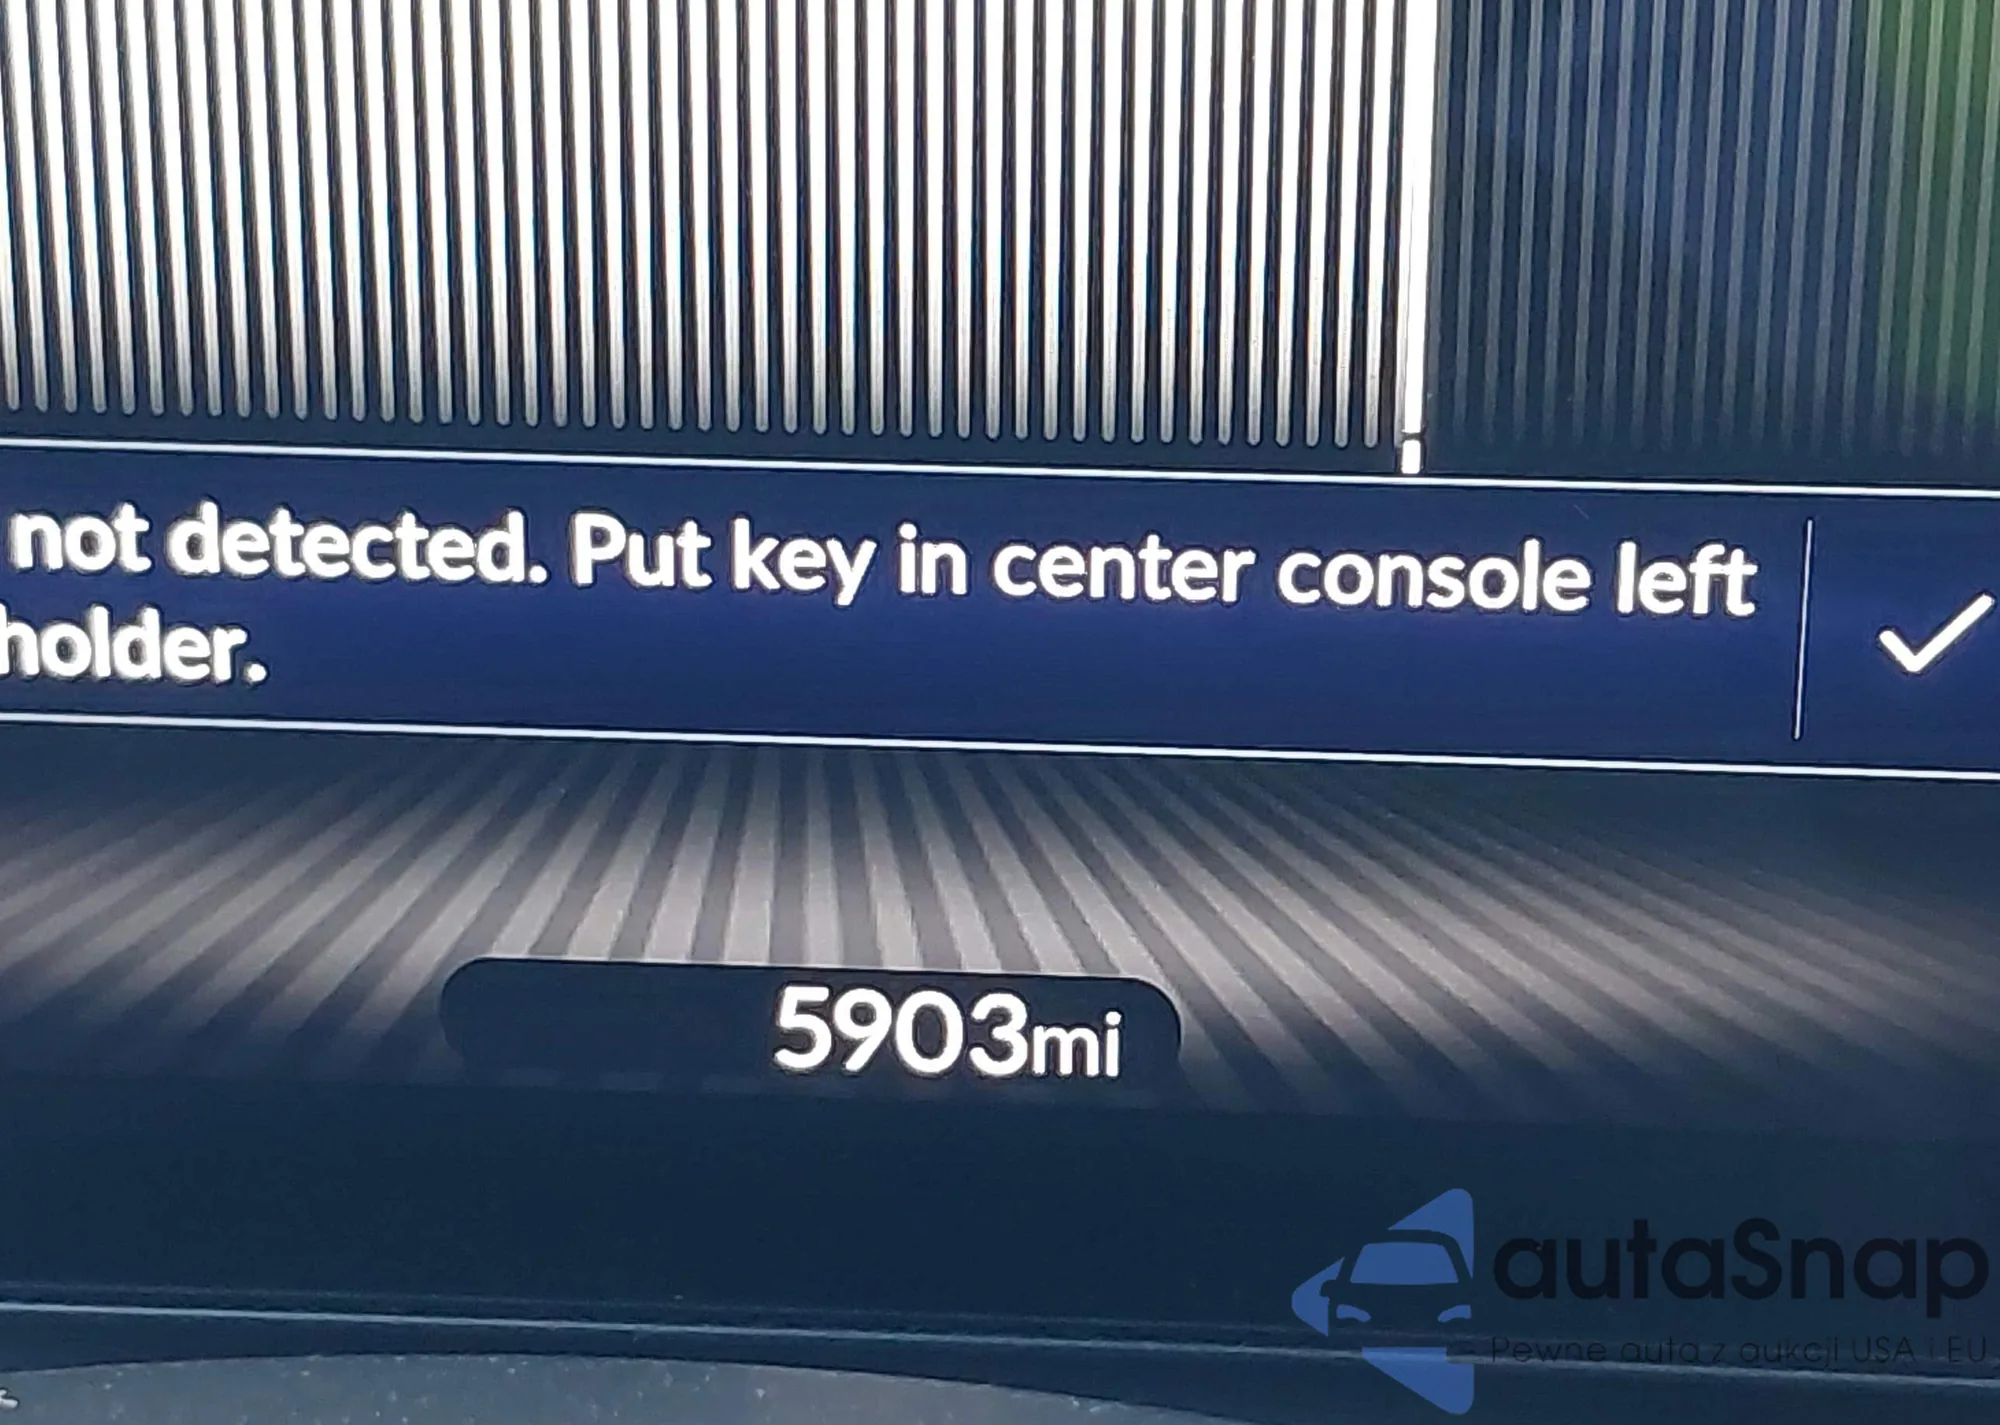 not detected. Put key in center console left
holder.
5903mi
autaSnap
Pewne auta z aukcji USA i EU